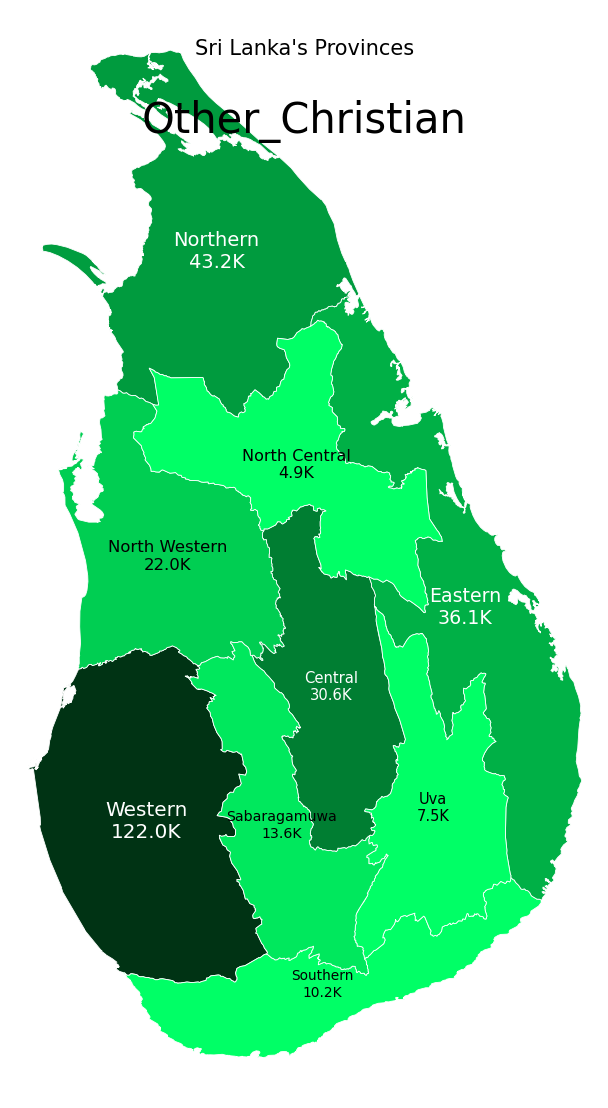 Sri Lanka's Provinces
Other_Christian
Northern
43.2K
North Central
4.9K
North Western
22.0K
Eastern
36.1K
Central
30.6K
Uva
7.5K
Western
122.0K
Sabaragamuwa
13.6K
Southern
10.2K